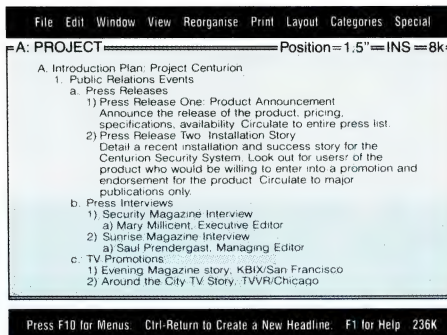 File Edit Window View Reorganise Print Layout Categories Special
A: PROJECT Position=1.5" INS 8k
A. Introduction Plan: Project Centurion
1. Public Relations Events
a. Press Releases
1) Press Release One: Product Announcement
Announce the release of the product, pricing,
specifications, availability Circulate to entire press list.
2) Press Release Two Installation Story
Detail a recent installation and success story for the
Centurion Security System. Look out for usersr of the
product who would be willing to enter into a promotion and
endorsement for the product Circulate to major
publications only.
b. Press Interviews
1) Security Magazine Interview
a) Mary Millicent, Executive Editor
2) Sunrise Magazine Interview
a) Saul Prendergast, Managing Editor
c. TV Promotions
1) Evening Magazine story, KBIX/San Francisco
2) Around the City TV Story, TVVR/Chicago
Press F10 for Menus: Ctrl-Return to Create a New Headline: F1 for Help 236K